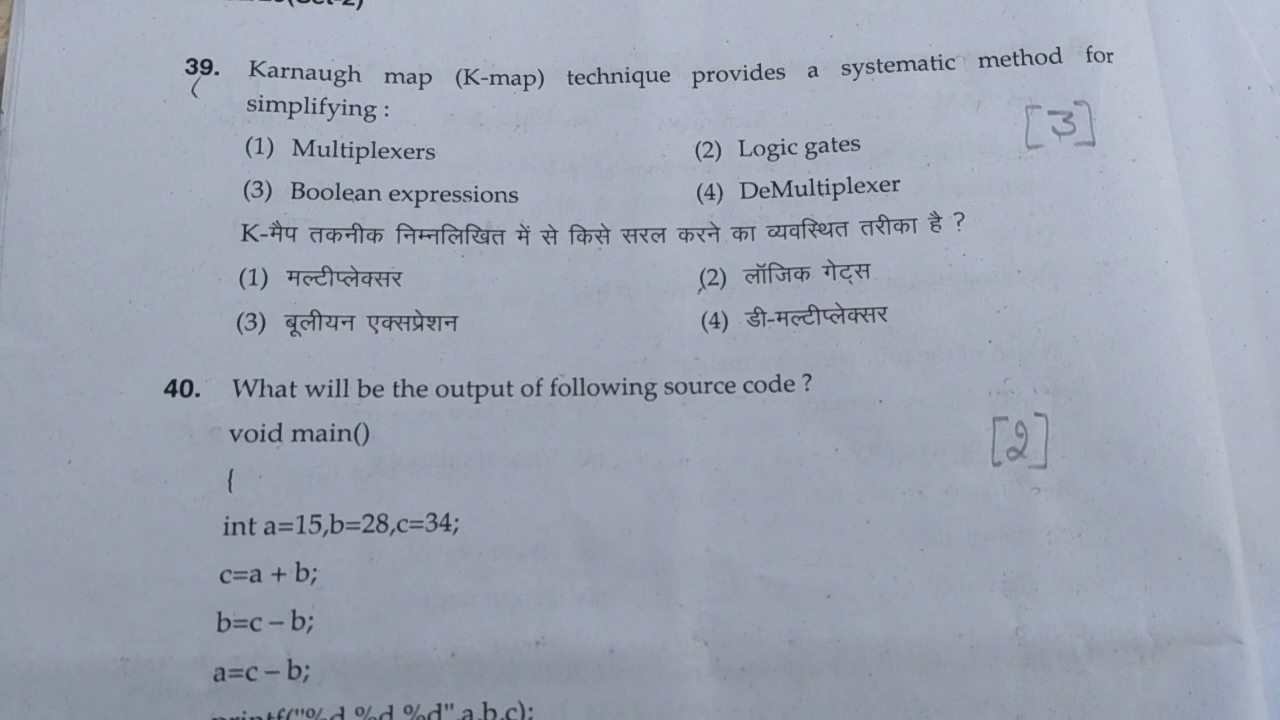 39. Karnaugh map (K-map) technique provides a systematic method for
simplifying :
[3]
(1) Multiplexers (2) Logic gates
(3) Boolean expressions (4) DeMultiplexer
K-मैप तकनीक निम्नलिखित में से किसे सरल करने का व्यवस्थित तरीका है ?
(1) मल्टीप्लेक्सर (2) लॉजिक गेट्स
(3) बूलीयन एक्सप्रेशन (4) डी-मल्टीप्लेक्सर
40. What will be the output of following source code ?
void main()
[2]
{
int a=15,b=28,c=34;
c=a + b;
b=c – b;
a=c – b;
printf("%d %d %d" a,b,c);